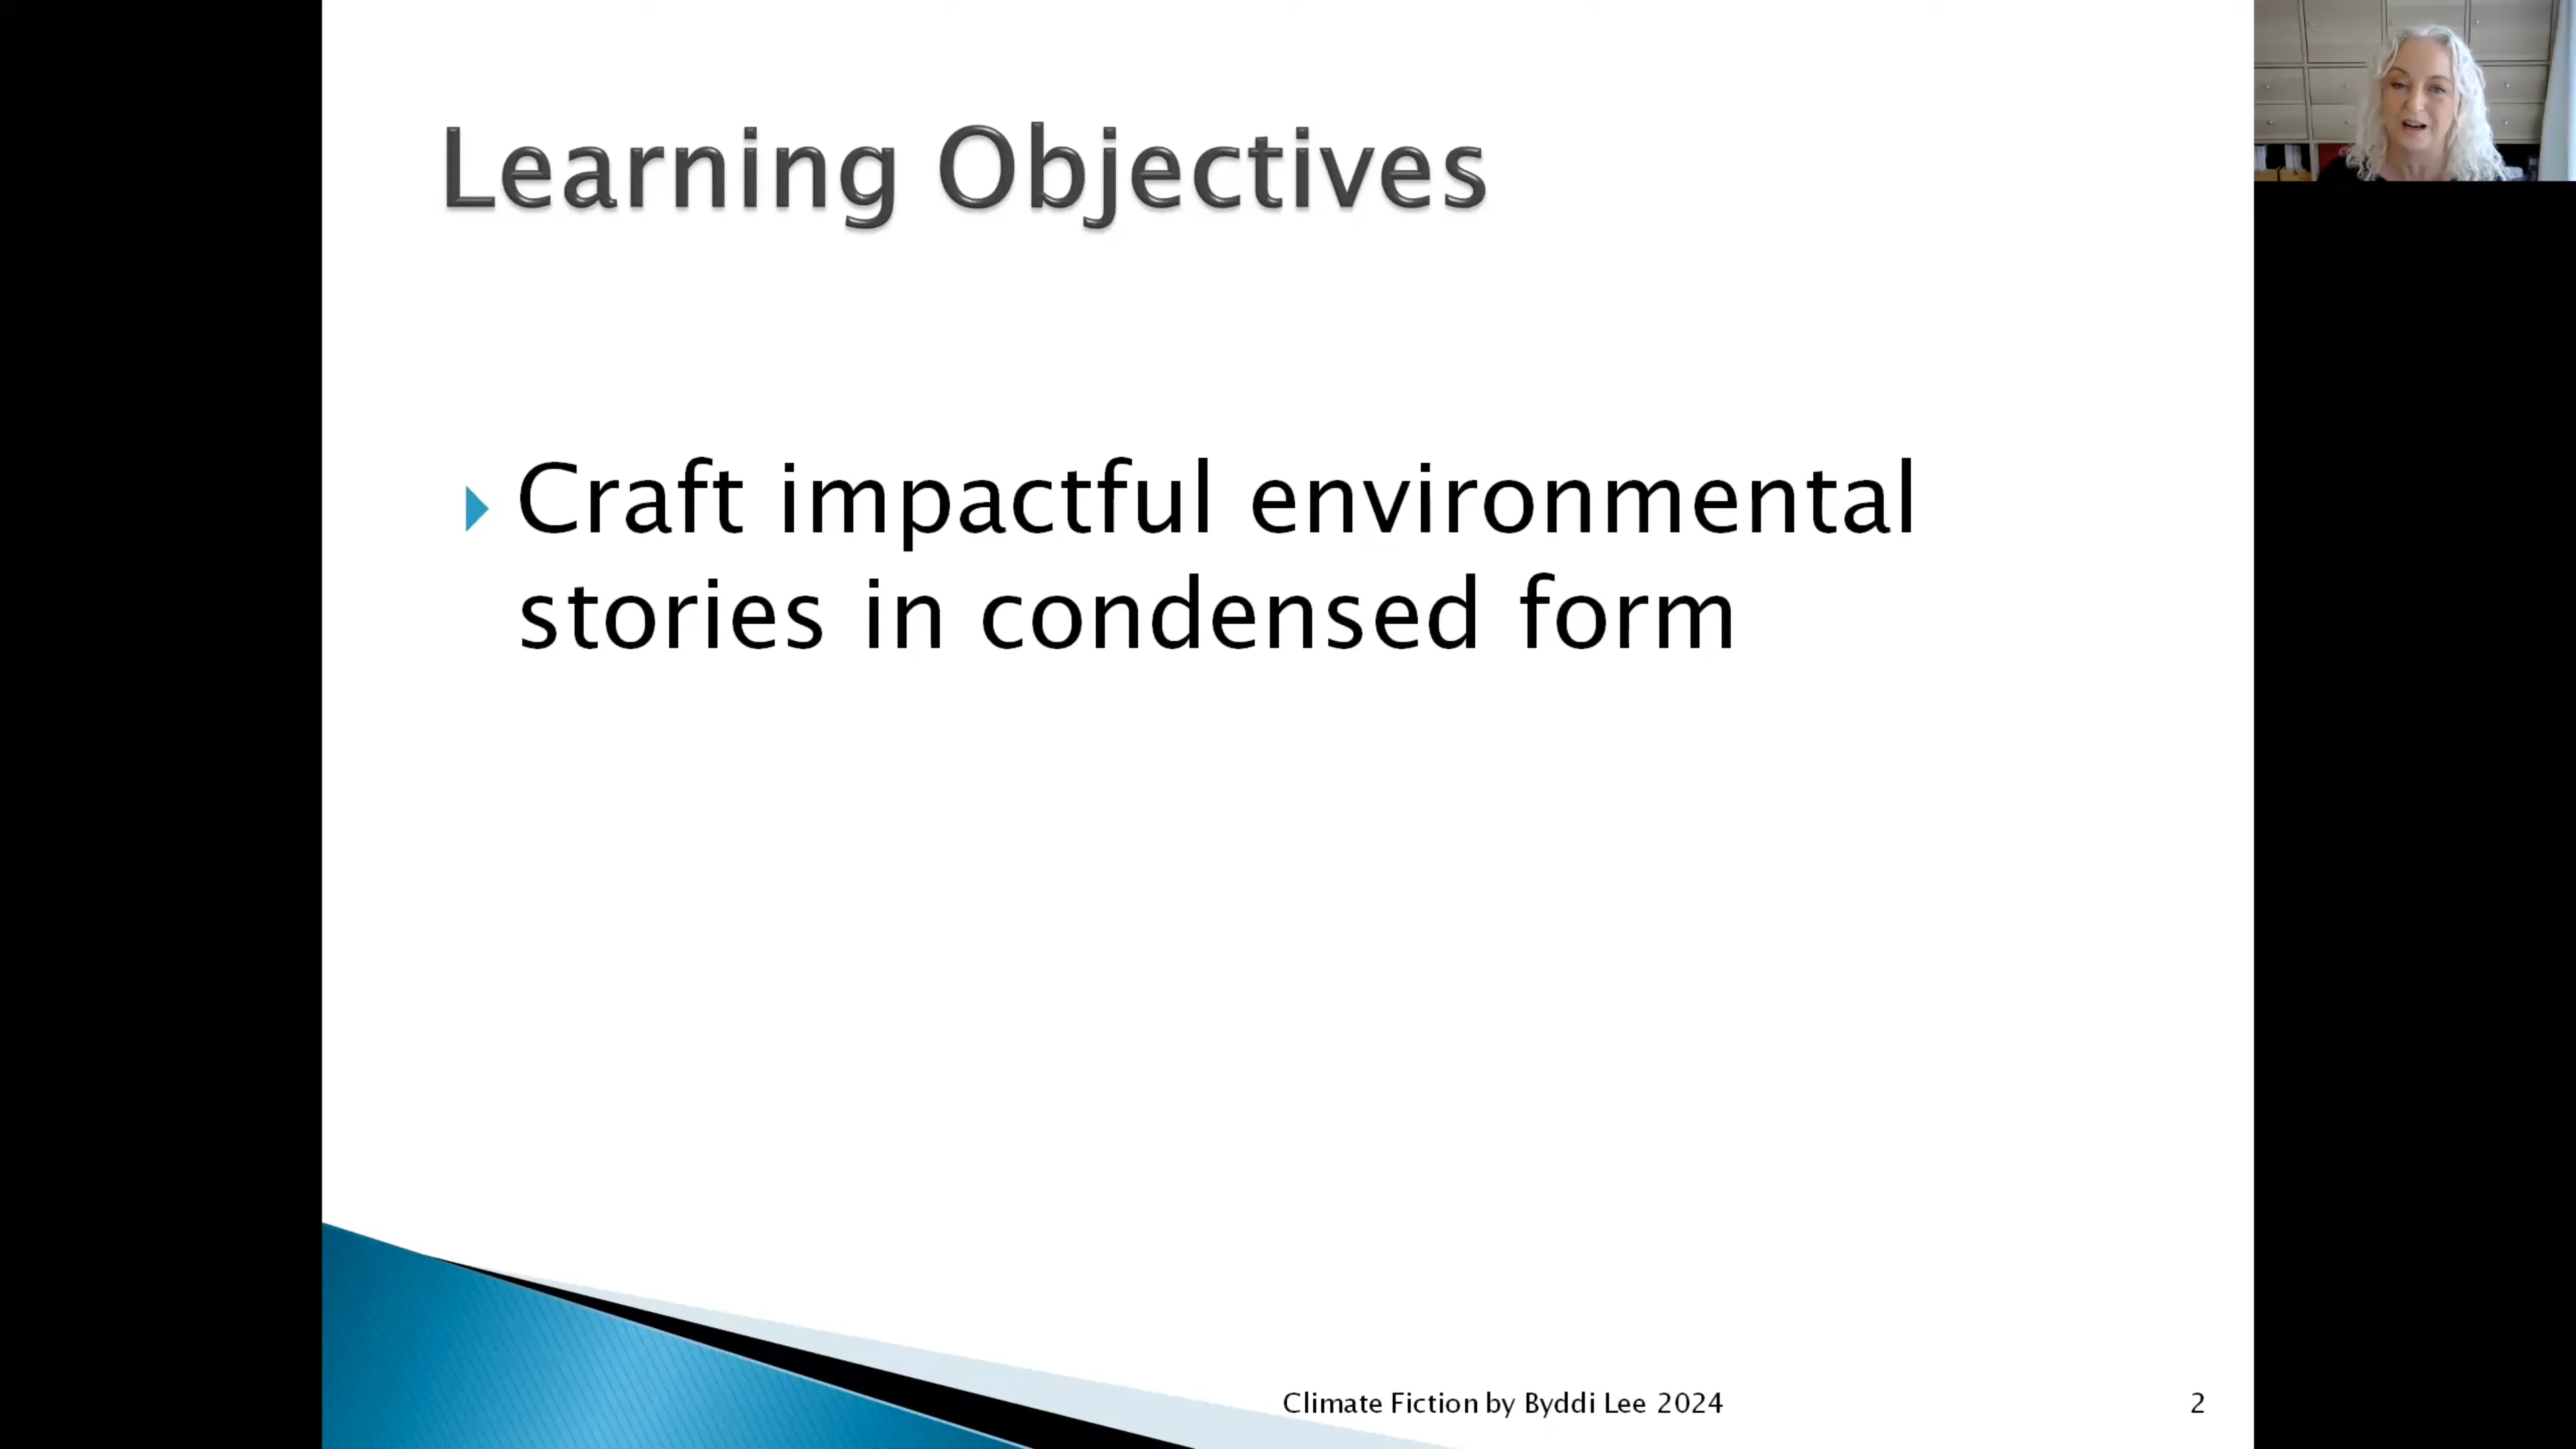 Learning Objectives
Craft impactful environmental
stories in condensed form
Climate Fiction by Byddi Lee 2024
2